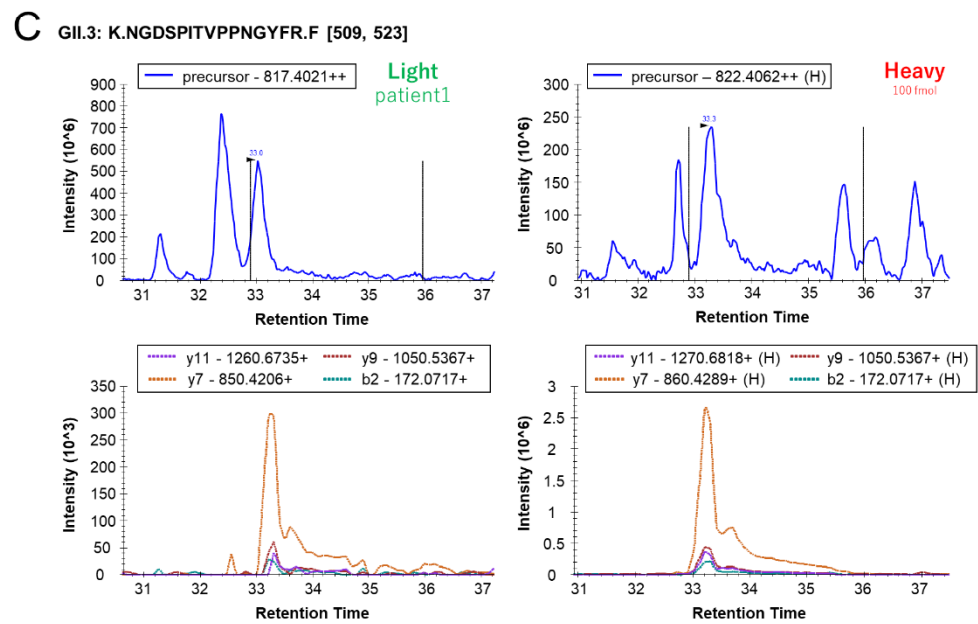 C GII.3: K.NGDSPITVPPNGYFR.F [509, 523]
precursor - 817.4021++
Light
patient1
900
800
700
600
500
400
300
200
100
0
Intensity (10^6)
33.0
31 32 33 34 35 36 37
Retention Time
precursor – 822.4062++ (H)
Heavy
100 fmol
300
250
200
150
100
50
0
Intensity (10^6)
33.3
31 32 33 34 35 36 37
Retention Time
y11 - 1260.6735+ y9 - 1050.5367+
y7 - 850.4206+ b2 - 172.0717+
350
300
250
200
150
100
50
0
Intensity (10^3)
31 32 33 34 35 36 37
Retention Time
y11 - 1270.6818+ (H) y9 - 1050.5367+ (H)
y7 - 860.4289+ (H) b2 - 172.0717+ (H)
3
2.5
2
1.5
1
0.5
0
Intensity (10^6)
31 32 33 34 35 36 37
Retention Time